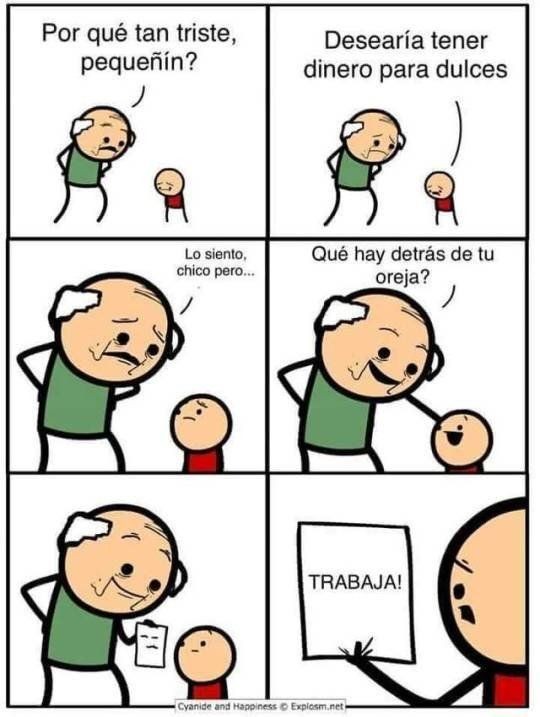 Por qué tan triste,
pequeñín?
Desearía tener
dinero para dulces
Lo siento,
chico pero...
Qué hay detrás de tu
oreja?
TRABAJA!
Cyanide and Happiness © Explosm.net